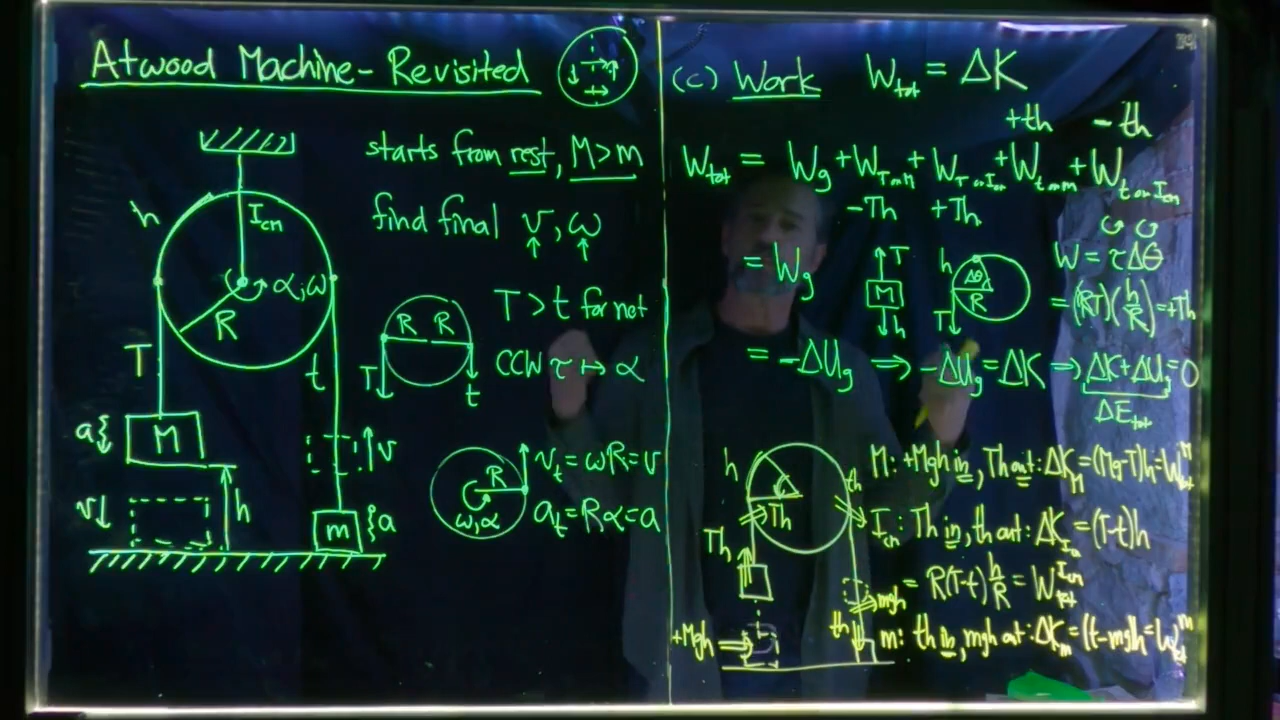 Atwood Machine - Revisited
starts from rest, M>m
find final v, ω
h
I_cm
α, ω
R
T > t for net
CCW τ ↦ α
R R
T
t
T
t
a
M
v
h
v
m
a
R
ω, α
v_t = ωR = v
a_t = Rα = a
(c) Work W_tot = ΔK
+th -th
W_tot = W_g + W_T on M + W_T on I_cm + W_t on m + W_t on I_cm
-Th +Th
= W_g
T
M
h
h
Δθ
R
T
W = τΔθ
= (RT)(h/R) = +Th
= -ΔU_g ⟹ -ΔU_g = ΔK → ΔK + ΔU_g = 0
ΔE_tot
h
th
Th
Th
mgh
th
+Mgh
M: +Mgh in, Th out: ΔK_M = (Mg-T)h = W_tot^M
I_cm: Th in, th out: ΔK_I_cm = (T-t)h
= R(T-t) h/R = W_tot^I_cm
m: th in, mgh out: ΔK_m = (t-mg)h = W_tot^m